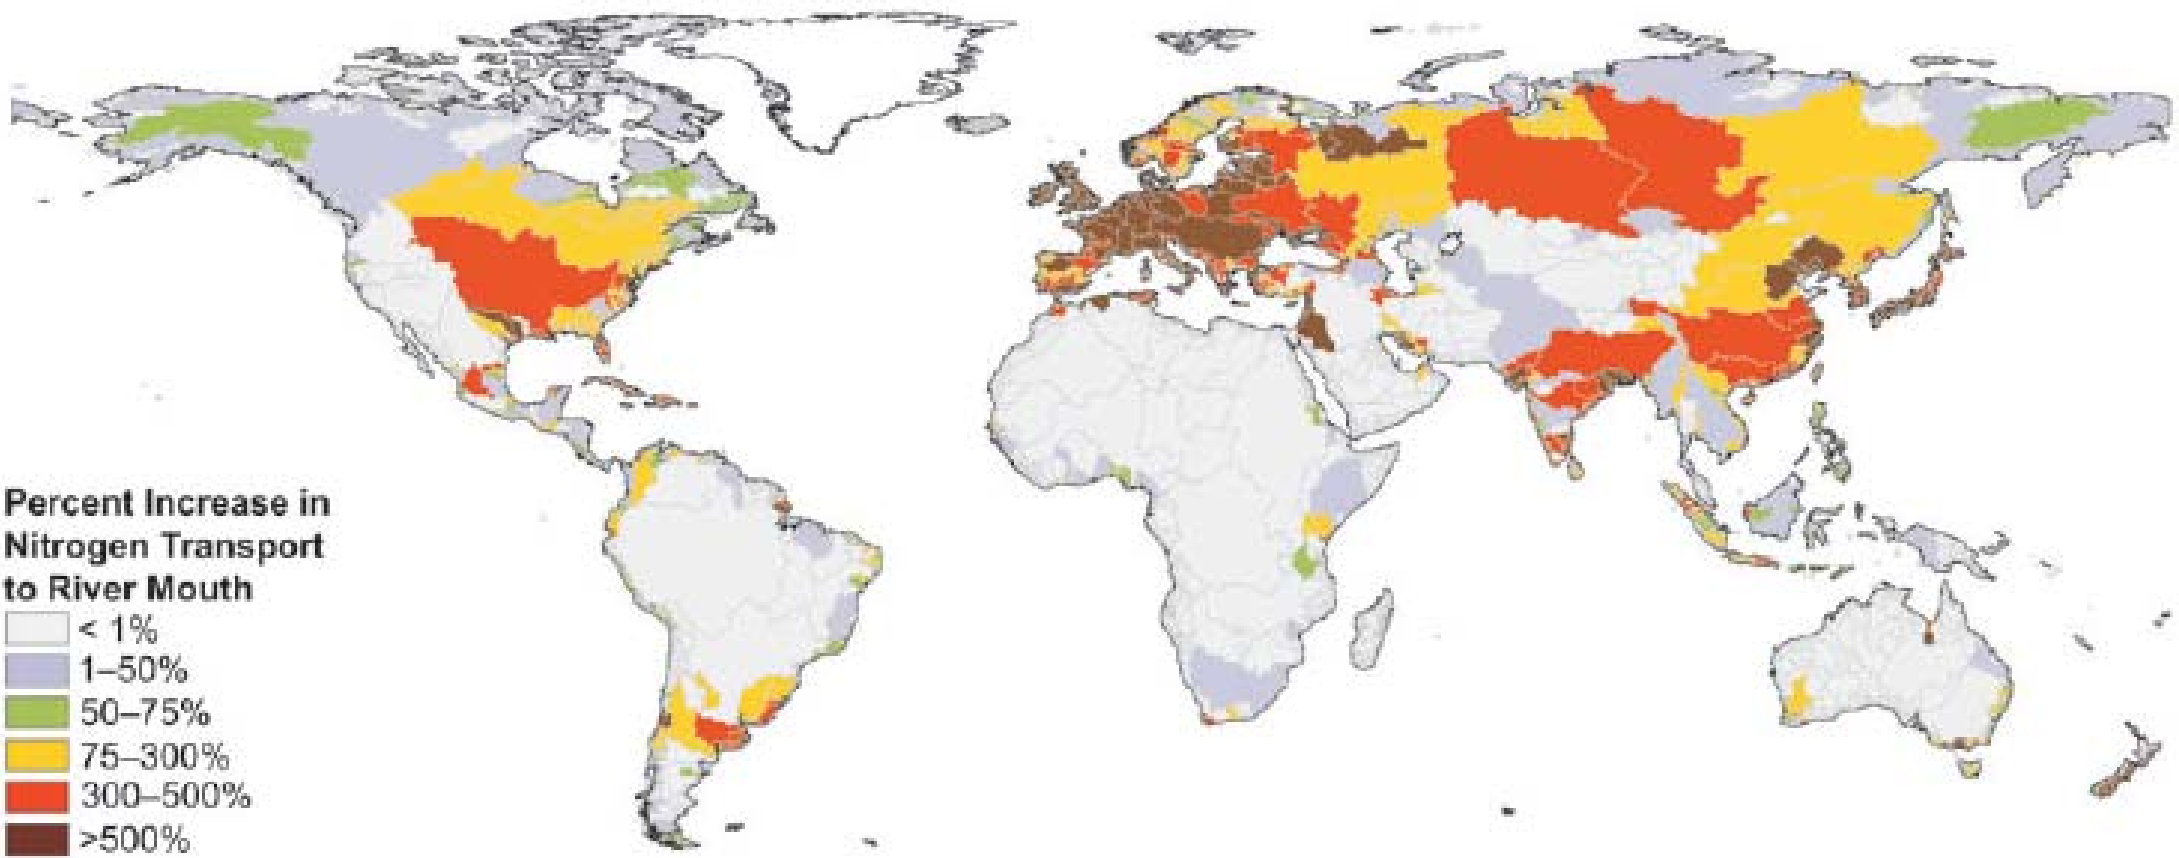 Percent Increase in
Nitrogen Transport
to River Mouth
< 1%
1–50%
50–75%
75–300%
300–500%
>500%